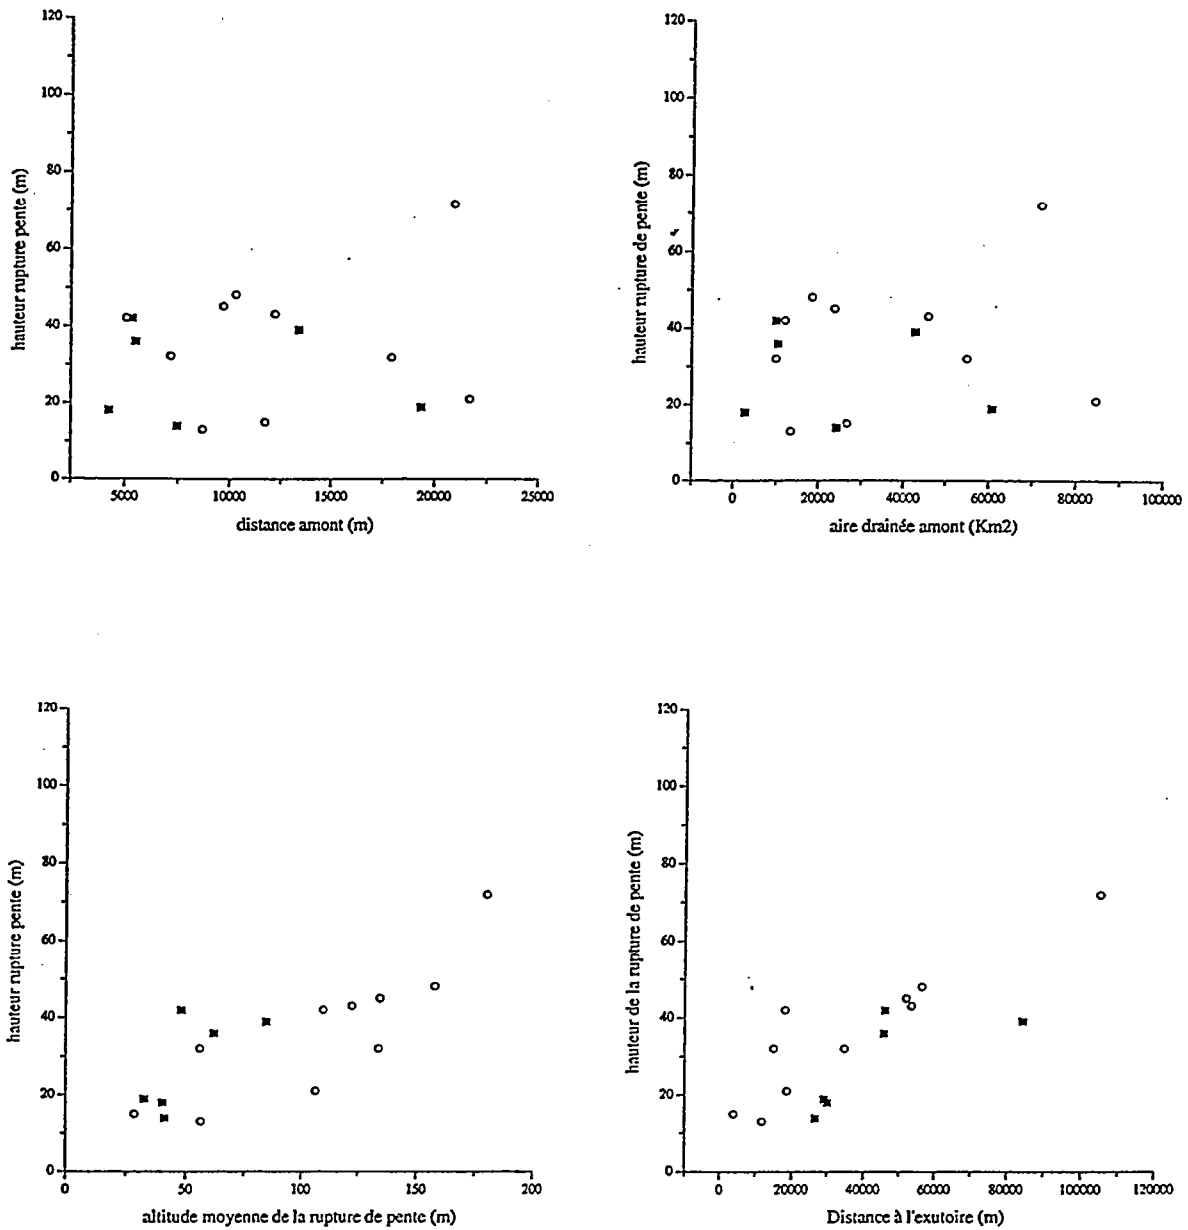 120
100
80
60
40
20
0
hauteur rupture pente (m)
5000 10000 15000 20000 25000
distance amont (m)
120
100
80
60
40
20
0
hauteur rupture de pente (m)
0 20000 40000 60000 80000 100000
aire drainée amont (Km2)
120
100
80
60
40
20
0
hauteur rupture pente (m)
0 50 100 150 200
altitude moyenne de la rupture de pente (m)
120
100
80
60
40
20
0
hauteur de la rupture de pente (m)
0 20000 40000 60000 80000 100000 120000
Distance à l'exutoire (m)